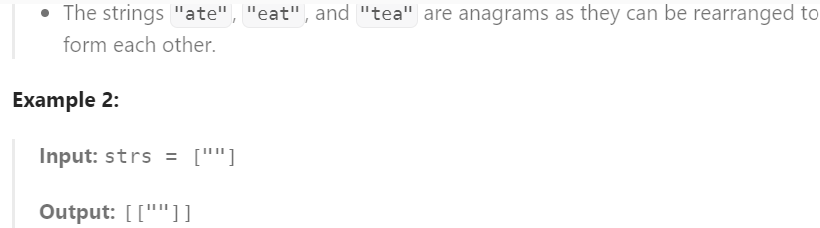 • The strings "ate", "eat", and "tea" are anagrams as they can be rearranged to
form each other.
Example 2:
Input: strs = [""]
Output: [[""]]